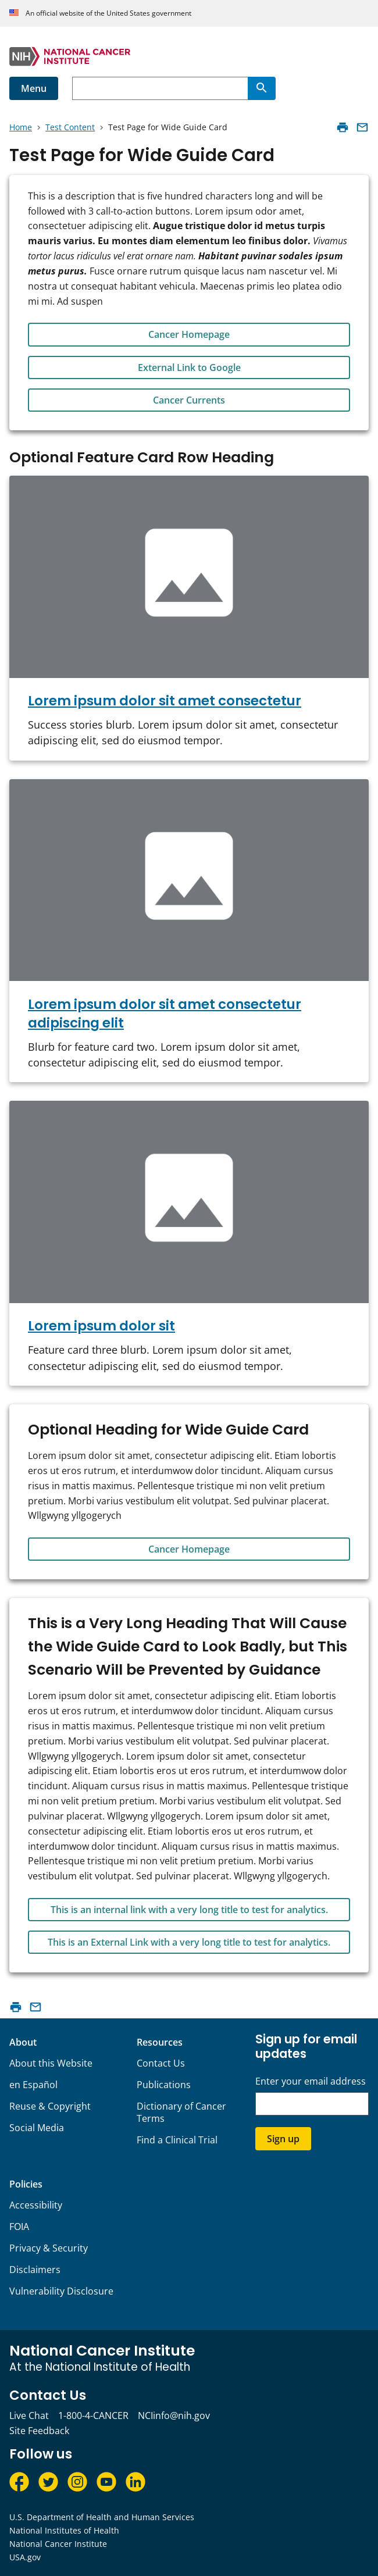 An official website of the United States government
NIH NATIONAL CANCER
INSTITUTE
Menu
Home > Test Content > Test Page for Wide Guide Card
Test Page for Wide Guide Card
This is a description that is five hundred characters long and will be
followed with 3 call-to-action buttons. Lorem ipsum dolor amet,
consectetuer adipiscing elit. Augue tristique dolor id metus turpis
mauris varius. Eu montes diam elementum leo finibus dolor. Vivamus
tortor lacus ridiculus vel erat ornare nam. Habitant puvinar sodales ipsum
metus purus. Fusce ornare rutrum quisque lacus nam nascetur vel. Mi
nostra ut consequat habitant vehicula. Maecenas primis leo platea odio
mi mi. Ad suspen
Cancer Homepage
External Link to Google
Cancer Currents
Optional Feature Card Row Heading
Lorem ipsum dolor sit amet consectetur
Success stories blurb. Lorem ipsum dolor sit amet, consectetur
adipiscing elit, sed do eiusmod tempor.
Lorem ipsum dolor sit amet consectetur
adipiscing elit
Blurb for feature card two. Lorem ipsum dolor sit amet,
consectetur adipiscing elit, sed do eiusmod tempor.
Lorem ipsum dolor sit
Feature card three blurb. Lorem ipsum dolor sit amet,
consectetur adipiscing elit, sed do eiusmod tempor.
Optional Heading for Wide Guide Card
Lorem ipsum dolor sit amet, consectetur adipiscing elit. Etiam lobortis
eros ut eros rutrum, et interdumwow dolor tincidunt. Aliquam cursus
risus in mattis maximus. Pellentesque tristique mi non velit pretium
pretium. Morbi varius vestibulum elit volutpat. Sed pulvinar placerat.
Wllgwyng yllgogerych
Cancer Homepage
This is a Very Long Heading That Will Cause
the Wide Guide Card to Look Badly, but This
Scenario Will be Prevented by Guidance
Lorem ipsum dolor sit amet, consectetur adipiscing elit. Etiam lobortis
eros ut eros rutrum, et interdumwow dolor tincidunt. Aliquam cursus
risus in mattis maximus. Pellentesque tristique mi non velit pretium
pretium. Morbi varius vestibulum elit volutpat. Sed pulvinar placerat.
Wllgwyng yllgogerych. Lorem ipsum dolor sit amet, consectetur
adipiscing elit. Etiam lobortis eros ut eros rutrum, et interdumwow dolor
tincidunt. Aliquam cursus risus in mattis maximus. Pellentesque tristique
mi non velit pretium pretium. Morbi varius vestibulum elit volutpat. Sed
pulvinar placerat. Wllgwyng yllgogerych. Lorem ipsum dolor sit amet,
consectetur adipiscing elit. Etiam lobortis eros ut eros rutrum, et
interdumwow dolor tincidunt. Aliquam cursus risus in mattis maximus.
Pellentesque tristique mi non velit pretium pretium. Morbi varius
vestibulum elit volutpat. Sed pulvinar placerat. Wllgwyng yllgogerych.
This is an internal link with a very long title to test for analytics.
This is an External Link with a very long title to test for analytics.
About
About this Website
en Español
Reuse & Copyright
Social Media
Resources
Contact Us
Publications
Dictionary of Cancer
Terms
Find a Clinical Trial
Sign up for email
updates
Enter your email address
Sign up
Policies
Accessibility
FOIA
Privacy & Security
Disclaimers
Vulnerability Disclosure
National Cancer Institute
At the National Institute of Health
Contact Us
Live Chat 1-800-4-CANCER NCIinfo@nih.gov
Site Feedback
Follow us
U.S. Department of Health and Human Services
National Institutes of Health
National Cancer Institute
USA.gov